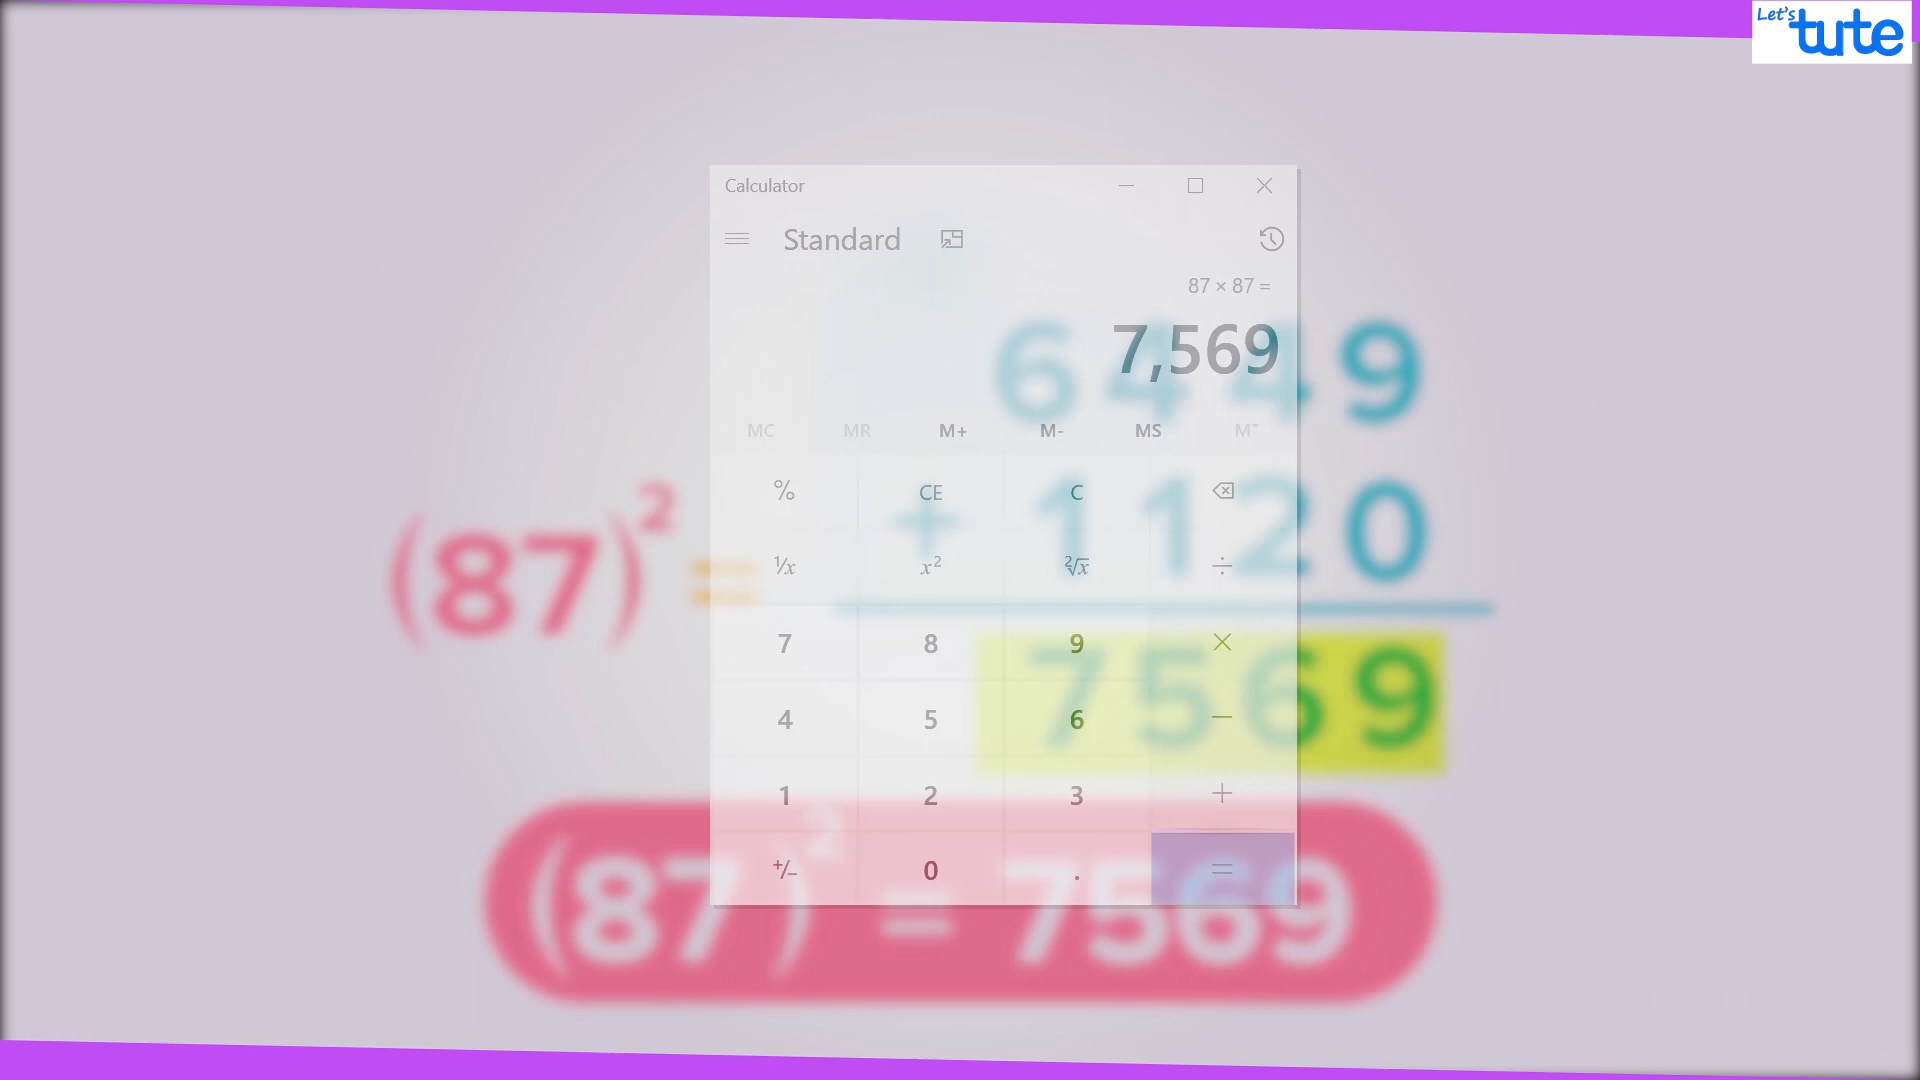 Let's tute
Calculator
Standard
87 × 87 =
7,569
6449
MC MR M+ M- MS M˅
% CE C
+ 1120
(87)² =
¹/x x² ²√x ÷
7 8 9 ×
7569
4 5 6 −
1 2 3 +
+/− 0 . =
(87)² = 7569